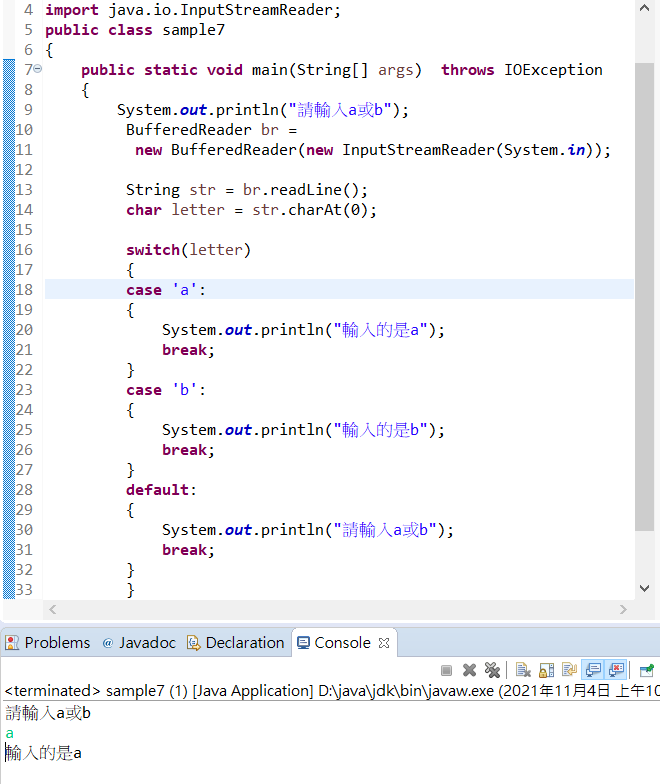 4 import java.io.InputStreamReader;
5 public class sample7
6 {
7 public static void main(String[] args)  throws IOException
8 {
9 System.out.println("請輸入a或b");
10 BufferedReader br =
11 new BufferedReader(new InputStreamReader(System.in));
12
13 String str = br.readLine();
14 char letter = str.charAt(0);
15
16 switch(letter)
17 {
18 case 'a':
19 {
20 System.out.println("輸入的是a");
21 break;
22 }
23 case 'b':
24 {
25 System.out.println("輸入的是b");
26 break;
27 }
28 default:
29 {
30 System.out.println("請輸入a或b");
31 break;
32 }
33 }
Problems @ Javadoc Declaration Console
<terminated> sample7 (1) [Java Application] D:\java\jdk\bin\javaw.exe (2021年11月4日 上午10
請輸入a或b
a
輸入的是a